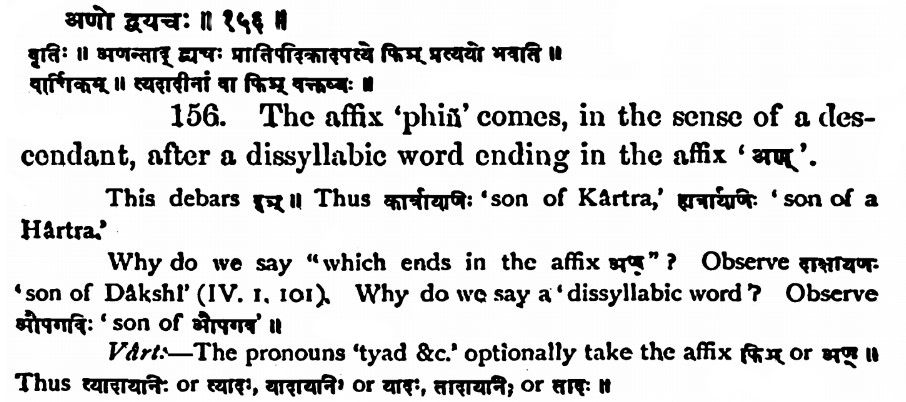 अणो द्व्यचः ॥ १५६ ॥
वृत्तिः ॥ अणन्ताद् द्व्यचः प्रातिपदिकादपत्ये फिञ् प्रत्ययो भवति ॥
वार्त्तिकम् ॥ त्यदादीनां वा फिञ् वक्तव्यः ॥
156. The affix 'phiñ' comes, in the sense of a des-
cendant, after a dissyllabic word ending in the affix 'अण्'.
This debars इञ् ॥ Thus कार्त्रायणिः 'son of Kârtra,' हार्त्रायणिः 'son of a
Hârtra.'
Why do we say "which ends in the affix अण्"? Observe दाक्षायणः
'son of Dâkshi' (IV. 1. 101). Why do we say a 'dissyllabic word? Observe
औपगविः 'son of औपगव' ॥
Vârt:—The pronouns 'tyad &c.' optionally take the affix फिञ् or अण् ॥
Thus त्यादायानिः or त्यादः, यादायानिः or यादः, तादायानिः or तादः ॥